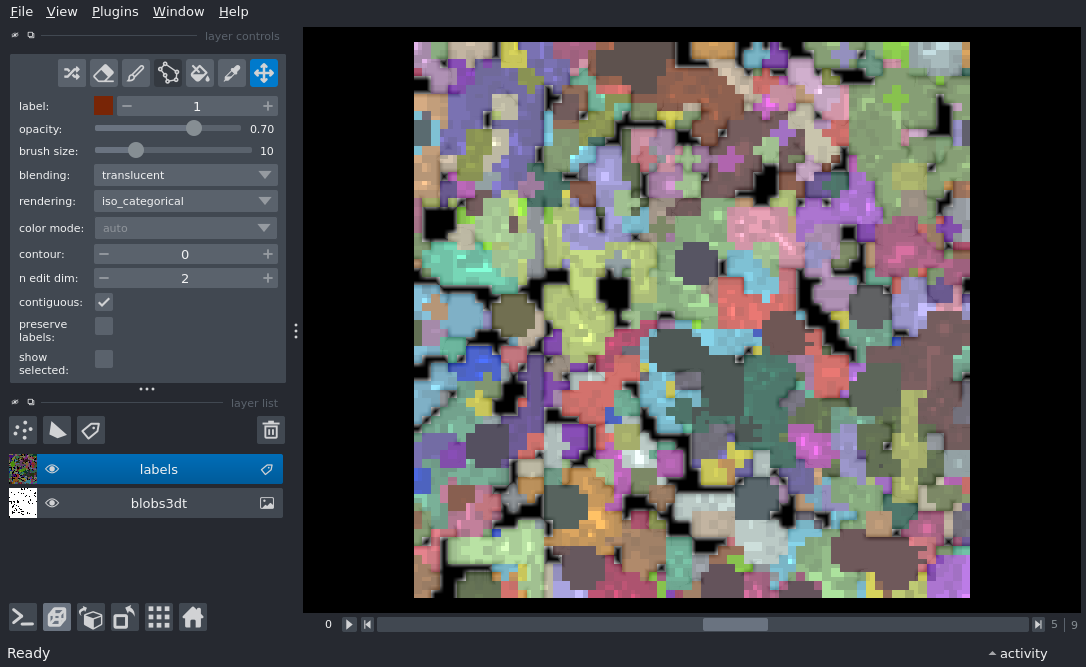 File View Plugins Window Help
layer controls
label: 1
opacity: 0.70
brush size: 10
blending: translucent
rendering: iso_categorical
color mode: auto
contour: 0
n edit dim: 2
contiguous:
preserve
labels:
show
selected:
layer list
labels
blobs3dt
0 5 | 9
Ready activity